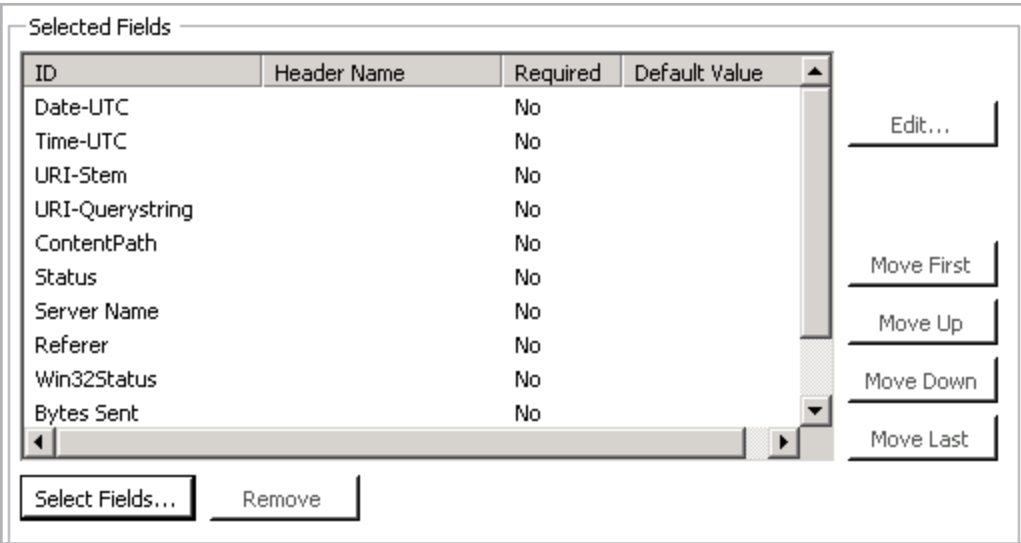 Selected Fields
ID Header Name Required Default Value
Date-UTC No
Time-UTC No
URI-Stem No
URI-Querystring No
ContentPath No
Status No
Server Name No
Referer No
Win32Status No
Bytes Sent No
Edit...
Move First
Move Up
Move Down
Move Last
Select Fields... Remove